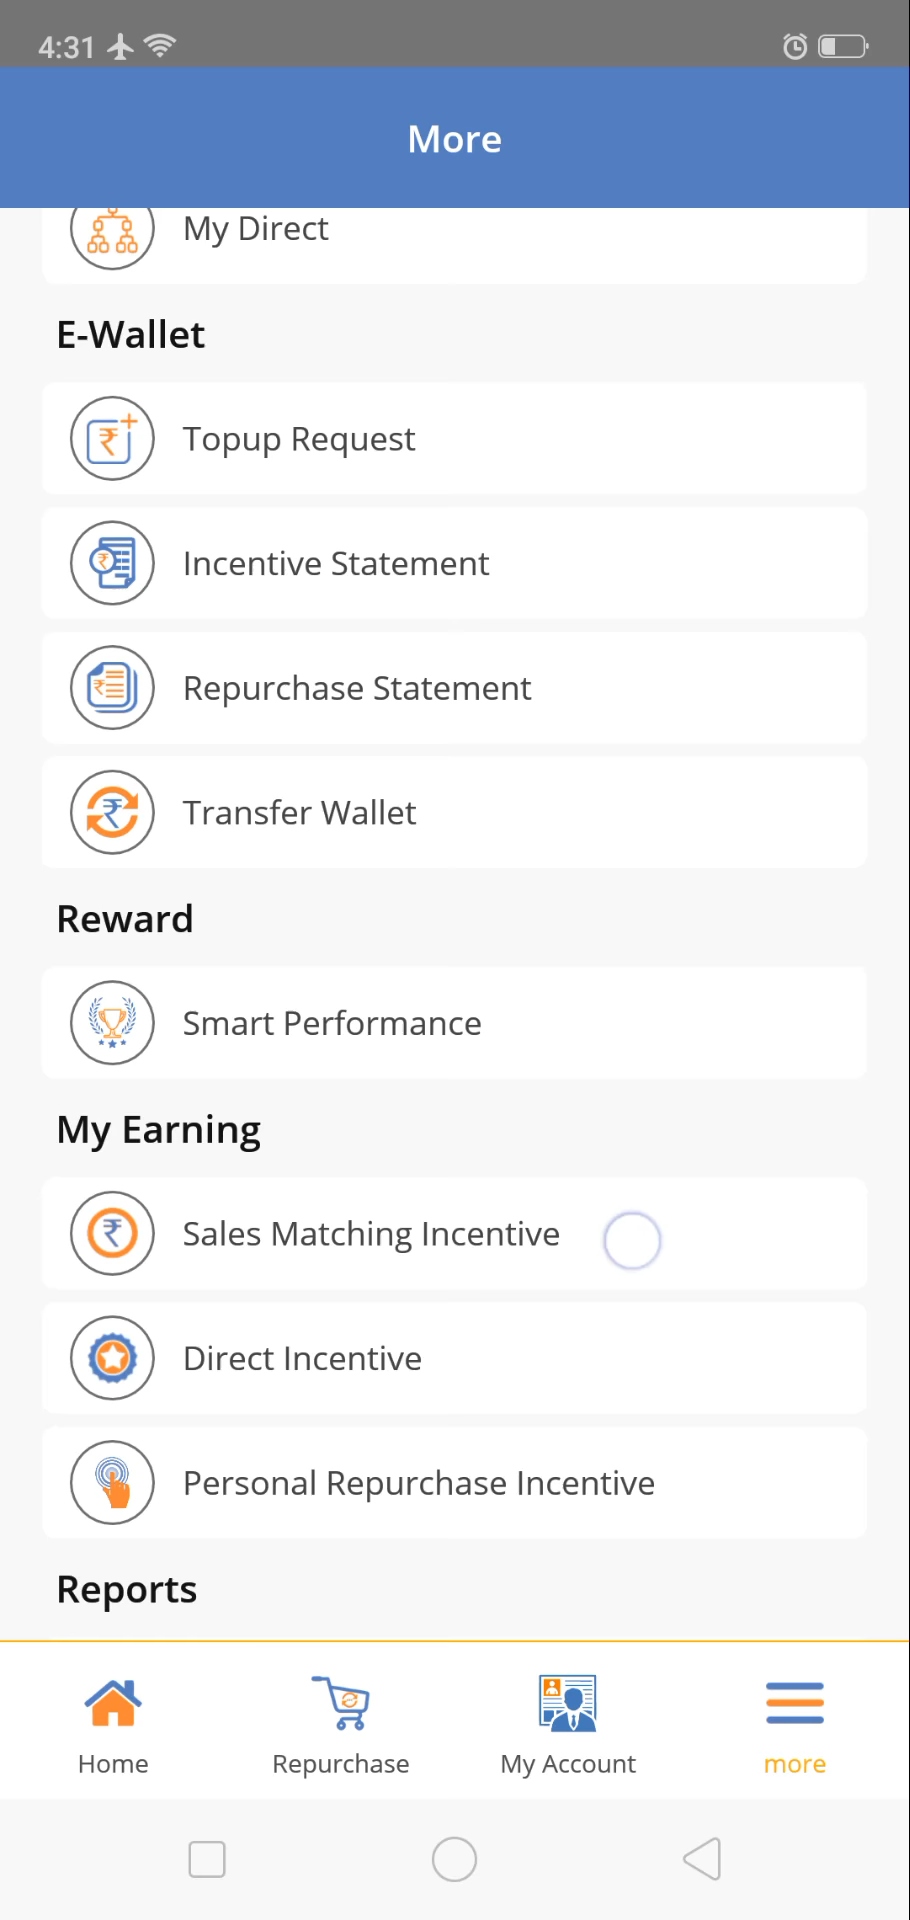 4:31
More
My Direct
E-Wallet
Topup Request
Incentive Statement
Repurchase Statement
Transfer Wallet
Reward
Smart Performance
My Earning
Sales Matching Incentive
Direct Incentive
Personal Repurchase Incentive
Reports
Home
Repurchase
My Account
more